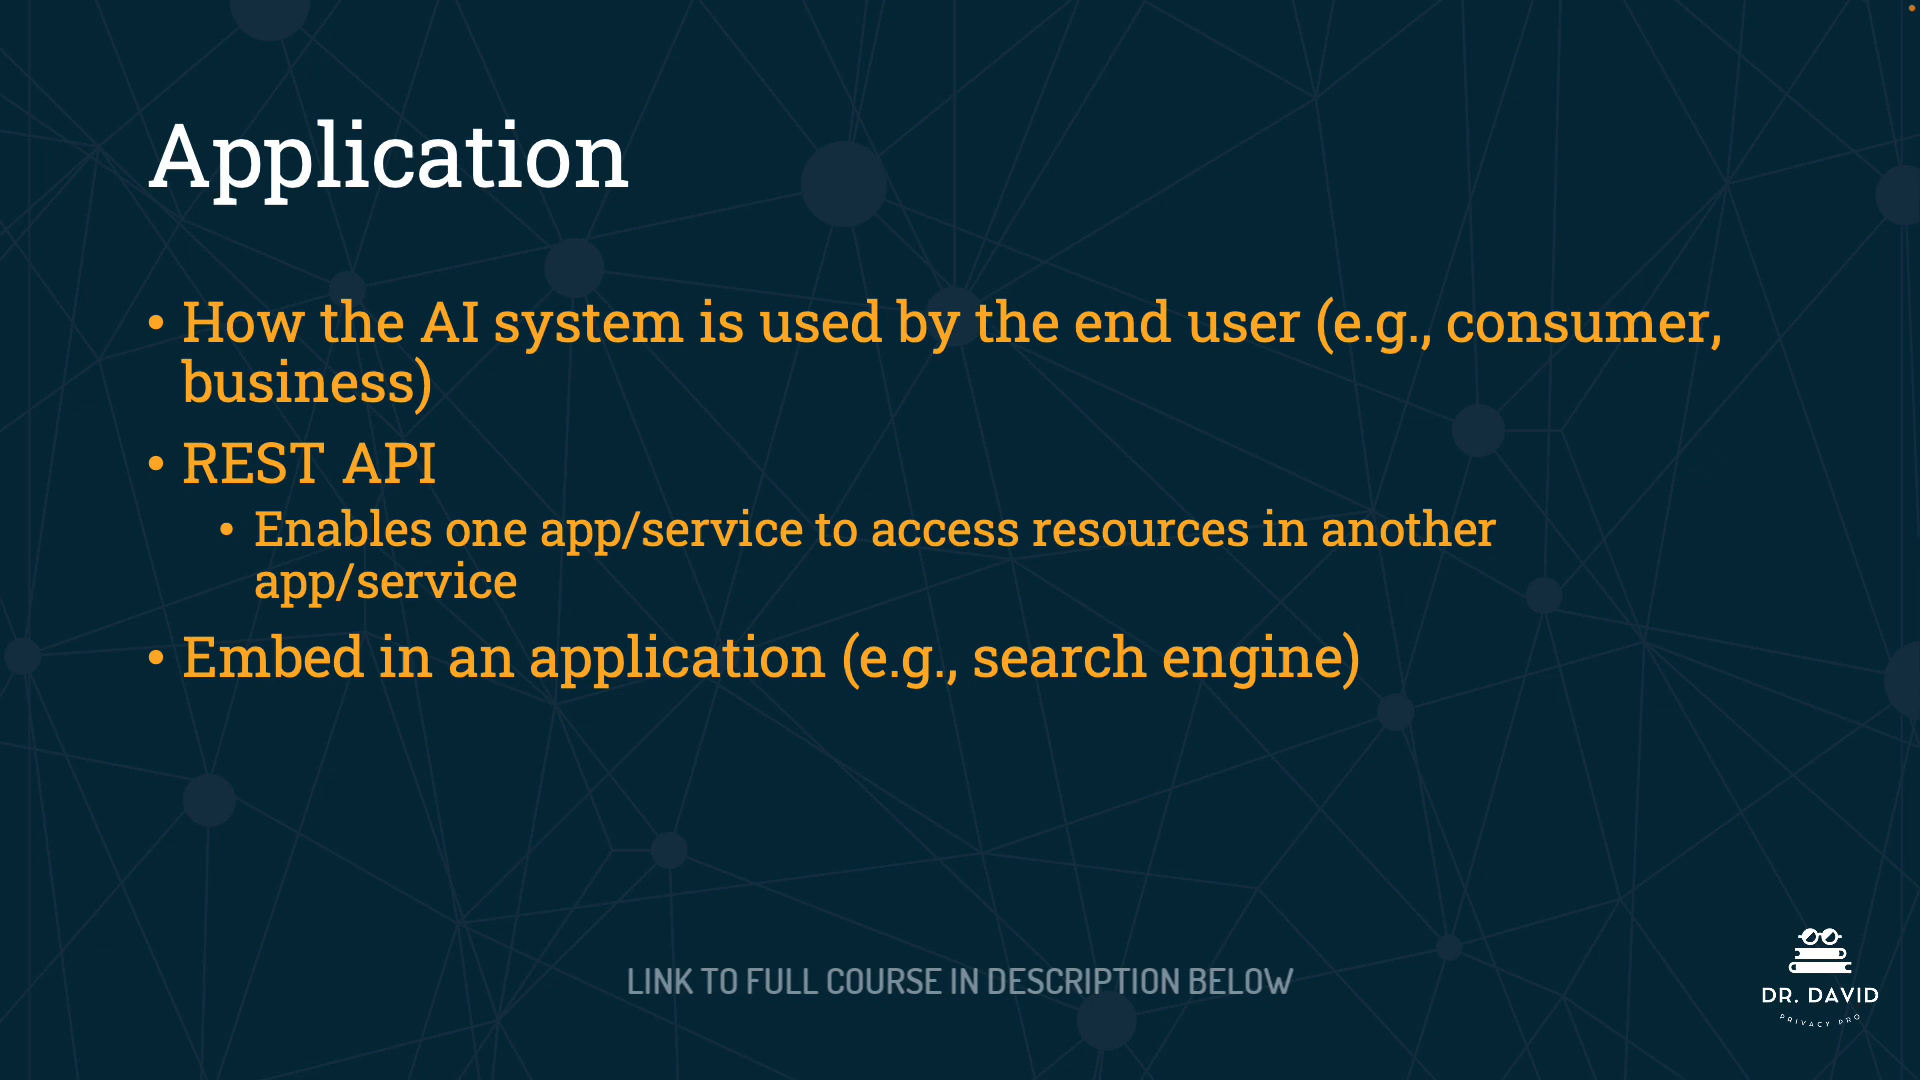 Application
• How the AI system is used by the end user (e.g., consumer,
business)
• REST API
• Enables one app/service to access resources in another
app/service
• Embed in an application (e.g., search engine)
LINK TO FULL COURSE IN DESCRIPTION BELOW
DR. DAVID
PRIVACY PRO